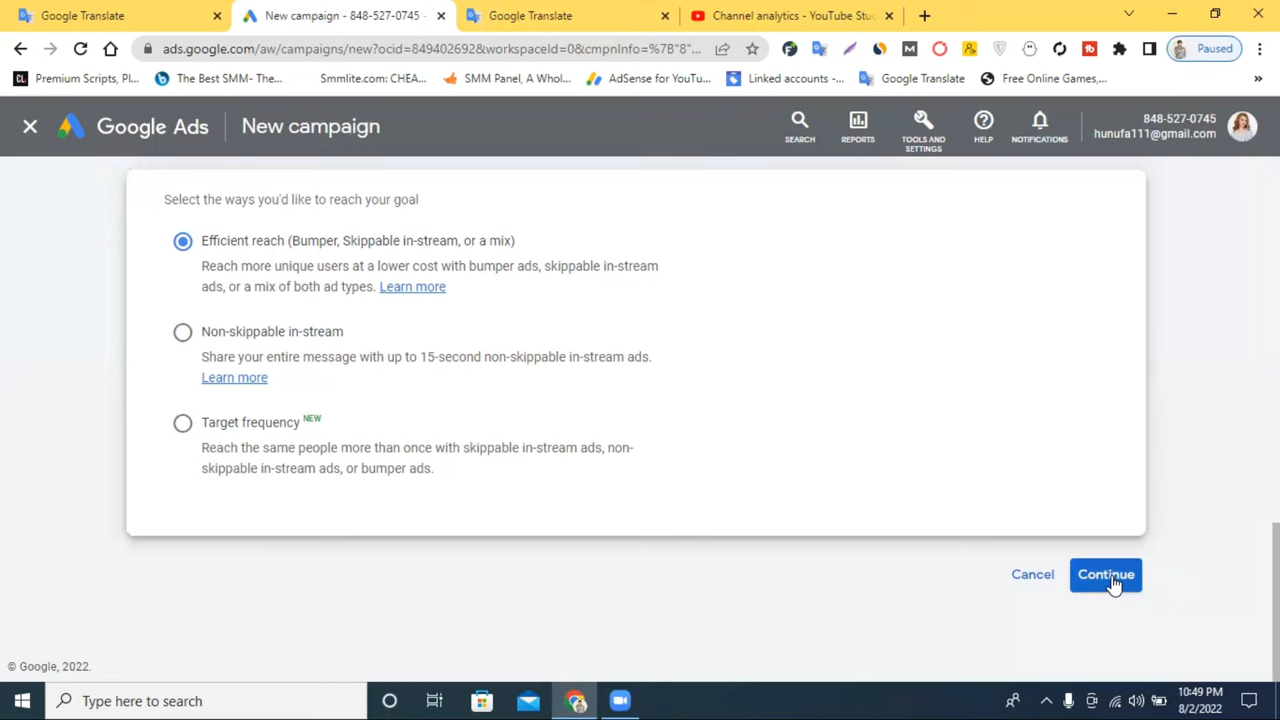 Google Translate
New campaign - 848-527-0745 -
Google Translate
Channel analytics - YouTube Stu
ads.google.com/aw/campaigns/new?ocid=849402692&workspaceId=0&cmpnInfo=%7B"8"...
Paused
Premium Scripts, Pl...
The Best SMM- The...
Smmlite.com: CHEA...
SMM Panel, A Whol...
AdSense for YouTu...
Linked accounts -...
Google Translate
Free Online Games,...
Google Ads
New campaign
SEARCH
REPORTS
TOOLS AND
SETTINGS
HELP
NOTIFICATIONS
848-527-0745
hunufa111@gmail.com
Select the ways you'd like to reach your goal
Efficient reach (Bumper, Skippable in-stream, or a mix)
Reach more unique users at a lower cost with bumper ads, skippable in-stream
ads, or a mix of both ad types. Learn more
Non-skippable in-stream
Share your entire message with up to 15-second non-skippable in-stream ads.
Learn more
Target frequency NEW
Reach the same people more than once with skippable in-stream ads, non-
skippable in-stream ads, or bumper ads.
Cancel
Continue
© Google, 2022.
Type here to search
10:49 PM
8/2/2022